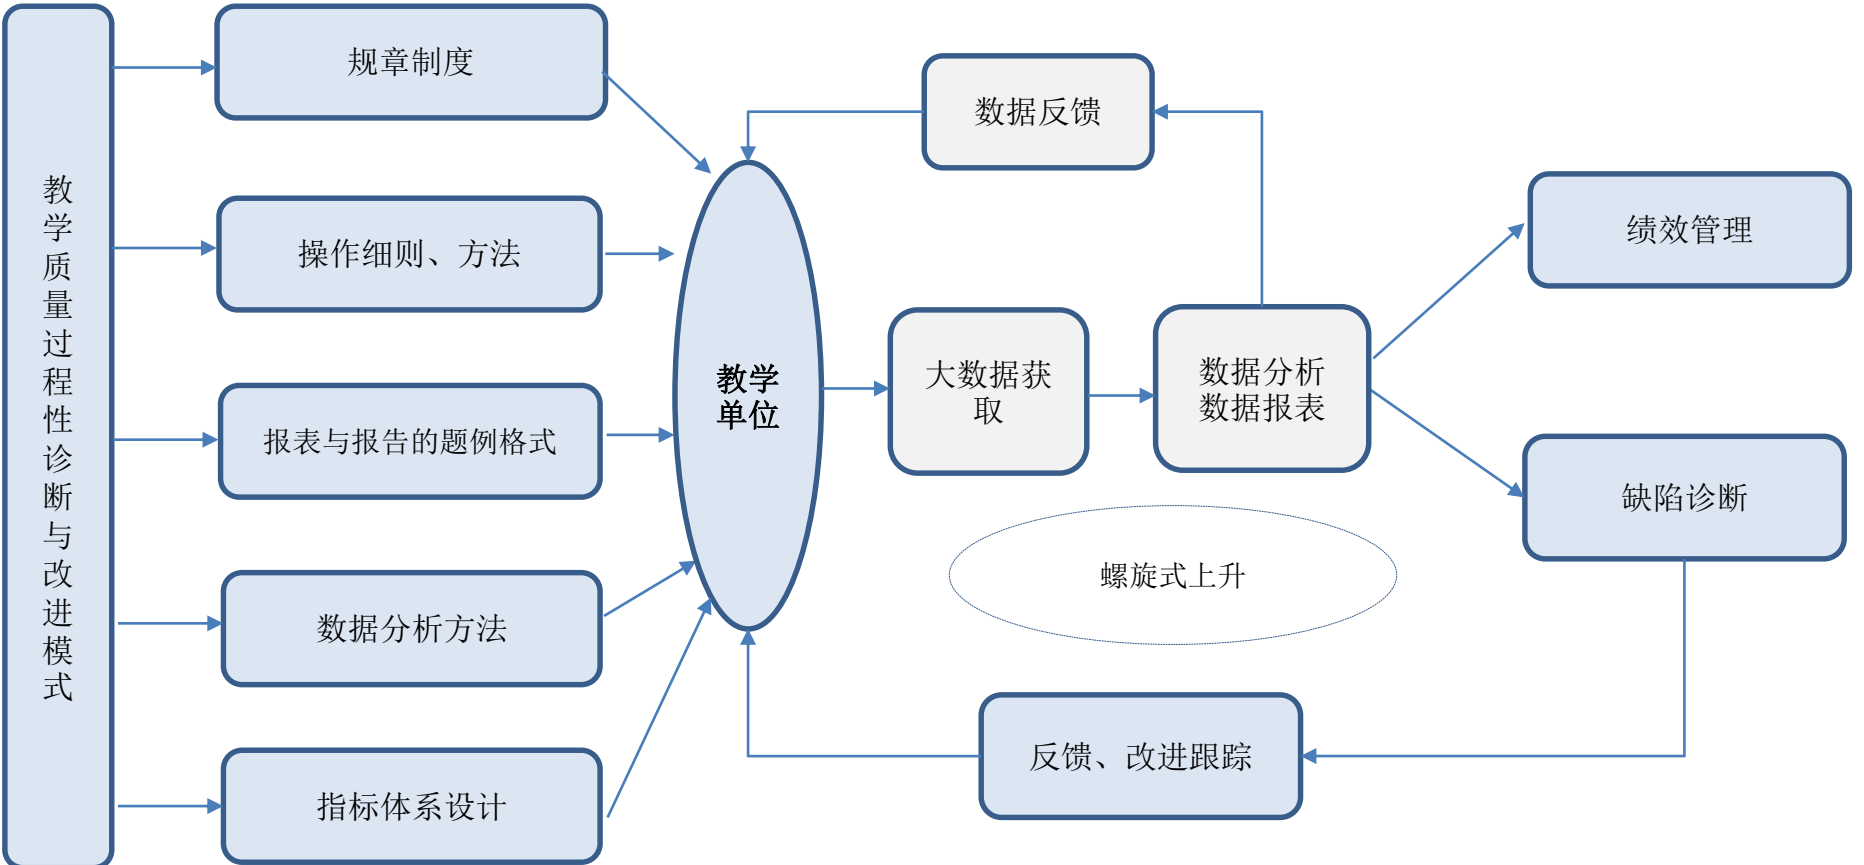 教学质量过程性诊断与改进模式
规章制度
操作细则、方法
报表与报告的题例格式
数据分析方法
指标体系设计
教学
单位
数据反馈
大数据获
取
数据分析
数据报表
绩效管理
缺陷诊断
螺旋式上升
反馈、改进跟踪